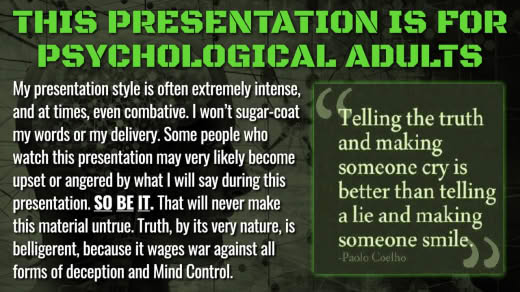 THIS PRESENTATION IS FOR
PSYCHOLOGICAL ADULTS
My presentation style is often extremely intense,
and at times, even combative. I won't sugar-coat
my words or my delivery. Some people who
watch this presentation may very likely become
upset or angered by what I will say during this
presentation. SO BE IT. That will never make
this material untrue. Truth, by its very nature, is
belligerent, because it wages war against all
forms of deception and Mind Control.
“Telling the truth
and making
someone cry is
better than telling
a lie and making
someone smile.”
-Paolo Coelho